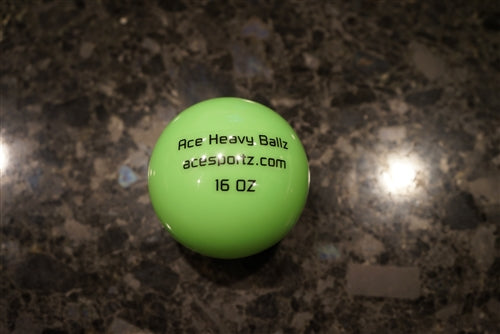 Ace Heavy Ballz
acesportz.com
16 OZ